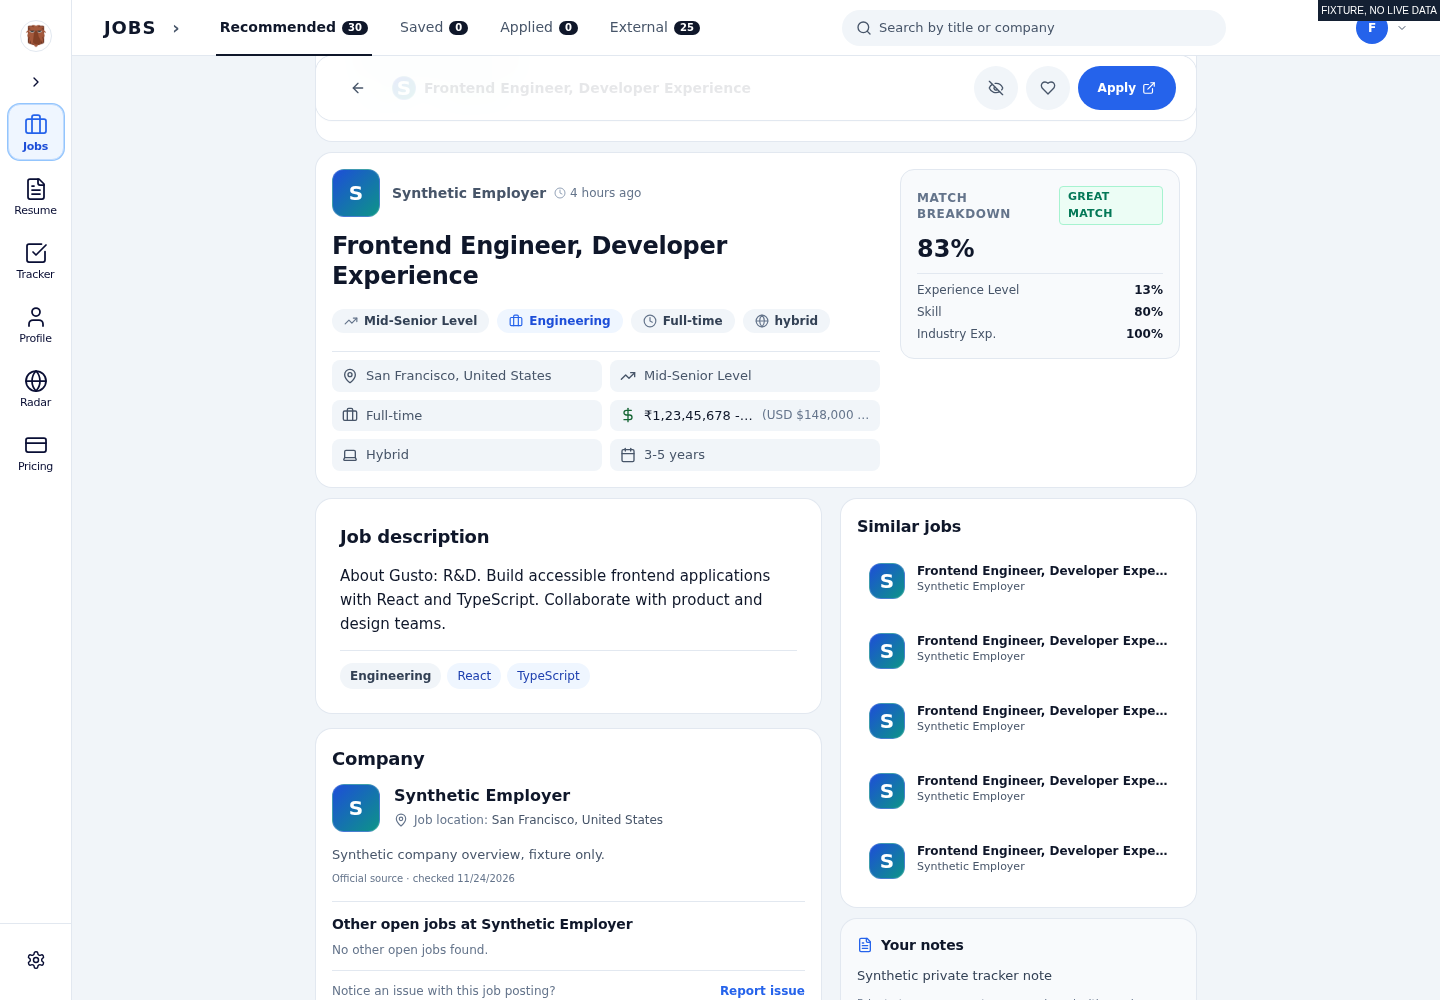 FIXTURE, NO LIVE DATA
JOBS
Recommended 30
Saved 0
Applied 0
External 25
Search by title or company
F
Jobs
Resume
Tracker
Profile
Radar
Pricing
S Frontend Engineer, Developer Experience
Apply
S
Synthetic Employer 4 hours ago
Frontend Engineer, Developer
Experience
Mid-Senior Level
Engineering
Full-time
hybrid
San Francisco, United States
Mid-Senior Level
Full-time
₹1,23,45,678 -... (USD $148,000 ...
Hybrid
3-5 years
MATCH
BREAKDOWN
GREAT
MATCH
83%
Experience Level 13%
Skill 80%
Industry Exp. 100%
Job description
About Gusto: R&D. Build accessible frontend applications
with React and TypeScript. Collaborate with product and
design teams.
Engineering
React
TypeScript
Company
S
Synthetic Employer
Job location: San Francisco, United States
Synthetic company overview, fixture only.
Official source · checked 11/24/2026
Other open jobs at Synthetic Employer
No other open jobs found.
Notice an issue with this job posting? Report issue
Similar jobs
S
Frontend Engineer, Developer Expe...
Synthetic Employer
S
Frontend Engineer, Developer Expe...
Synthetic Employer
S
Frontend Engineer, Developer Expe...
Synthetic Employer
S
Frontend Engineer, Developer Expe...
Synthetic Employer
S
Frontend Engineer, Developer Expe...
Synthetic Employer
Your notes
Synthetic private tracker note